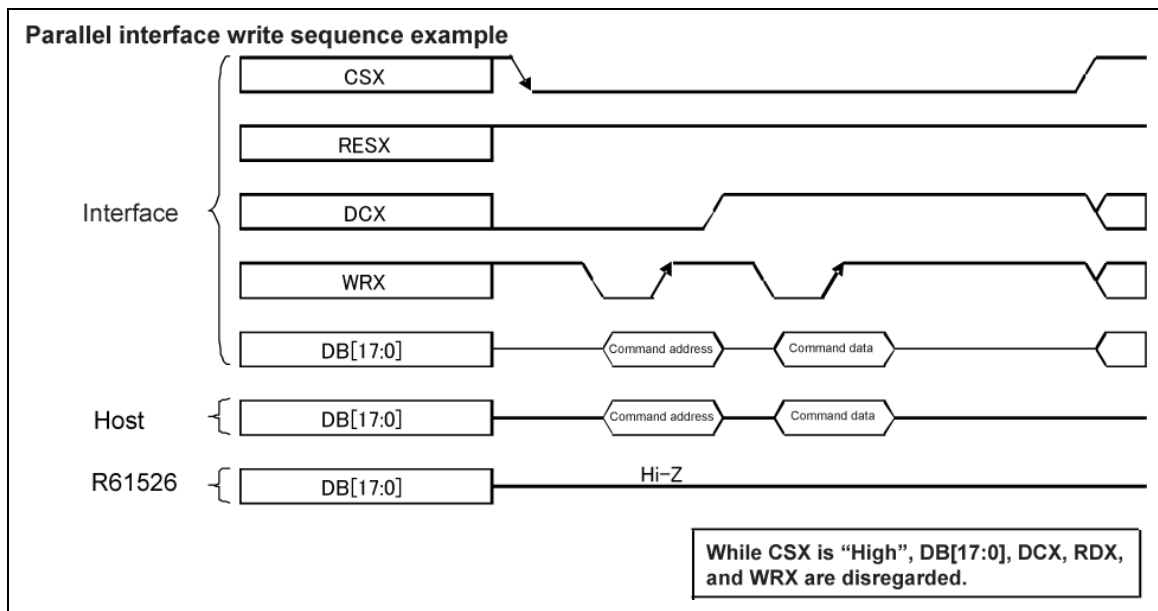 Parallel interface write sequence example
CSX
RESX
Interface
DCX
WRX
DB[17:0]
Command address
Command data
Host
DB[17:0]
Command address
Command data
R61526
DB[17:0]
Hi-Z
While CSX is “High”, DB[17:0], DCX, RDX,
and WRX are disregarded.